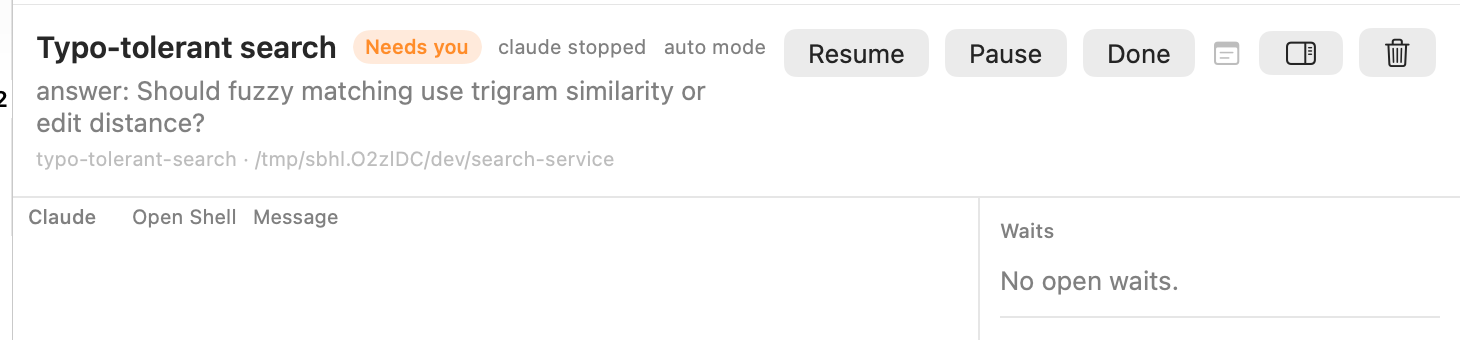 Typo-tolerant search Needs you claude stopped auto mode Resume Pause Done
answer: Should fuzzy matching use trigram similarity or
edit distance?
2
typo-tolerant-search · /tmp/sbhl.O2zlDC/dev/search-service
Claude Open Shell Message
Waits
No open waits.